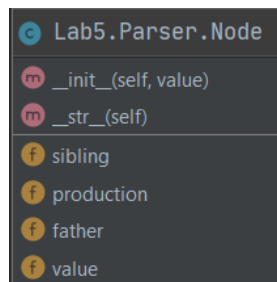 c Lab5.Parser.Node
m __init__(self, value)
m __str__(self)
f sibling
f production
f father
f value